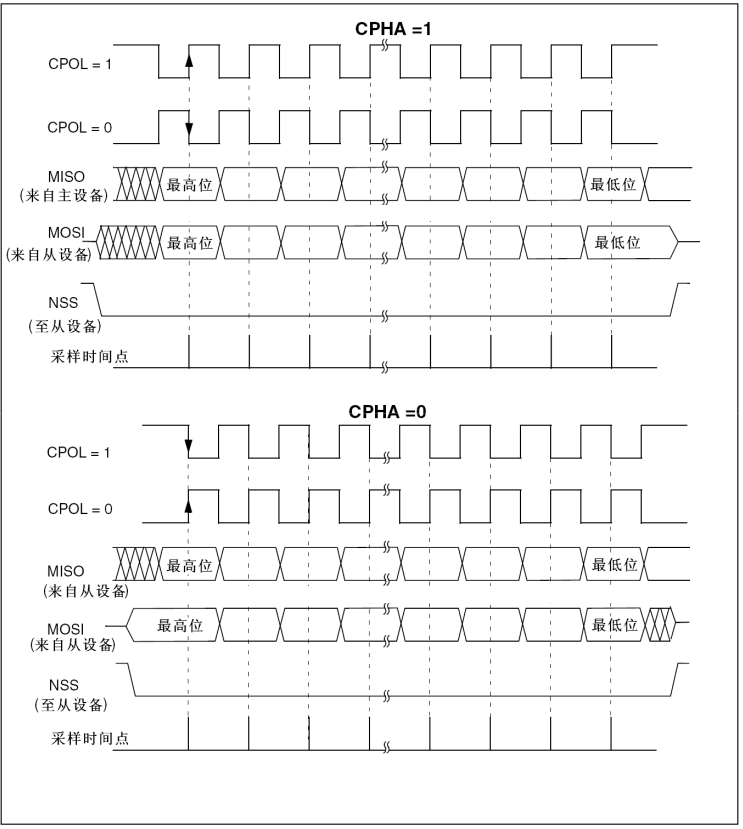 CPHA =1
CPOL = 1
CPOL = 0
MISO
(来自主设备)
最高位
最低位
MOSI
(来自从设备)
最高位
最低位
NSS
(至从设备)
采样时间点
CPHA =0
CPOL = 1
CPOL = 0
MISO
(来自从设备)
最高位
最低位
MOSI
(来自从设备)
最高位
最低位
NSS
(至从设备)
采样时间点